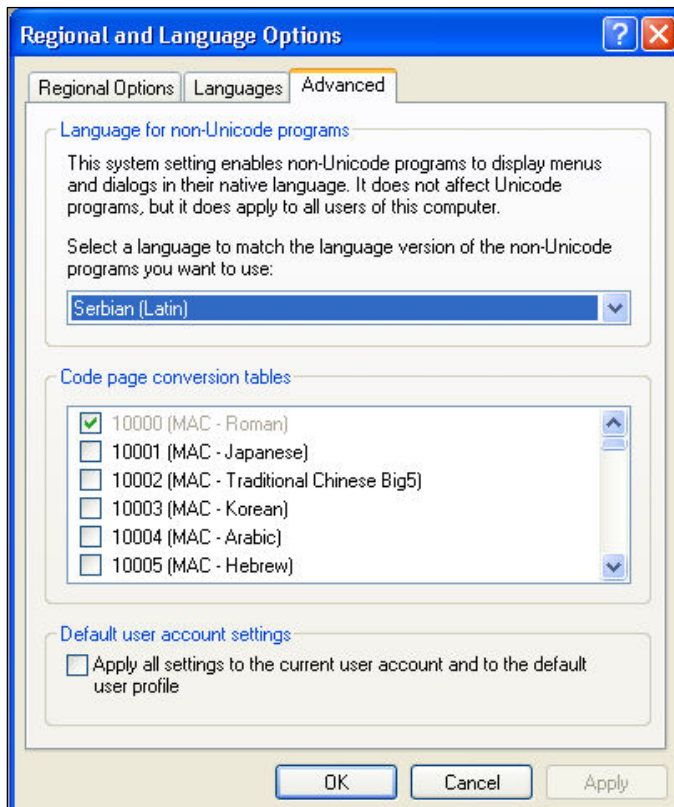 Regional and Language Options
Regional Options
Languages
Advanced
Language for non-Unicode programs
This system setting enables non-Unicode programs to display menus
and dialogs in their native language. It does not affect Unicode
programs, but it does apply to all users of this computer.
Select a language to match the language version of the non-Unicode
programs you want to use:
Serbian (Latin)
Code page conversion tables
10000 (MAC - Roman)
10001 (MAC - Japanese)
10002 (MAC - Traditional Chinese Big5)
10003 (MAC - Korean)
10004 (MAC - Arabic)
10005 (MAC - Hebrew)
Default user account settings
Apply all settings to the current user account and to the default
user profile
OK
Cancel
Apply